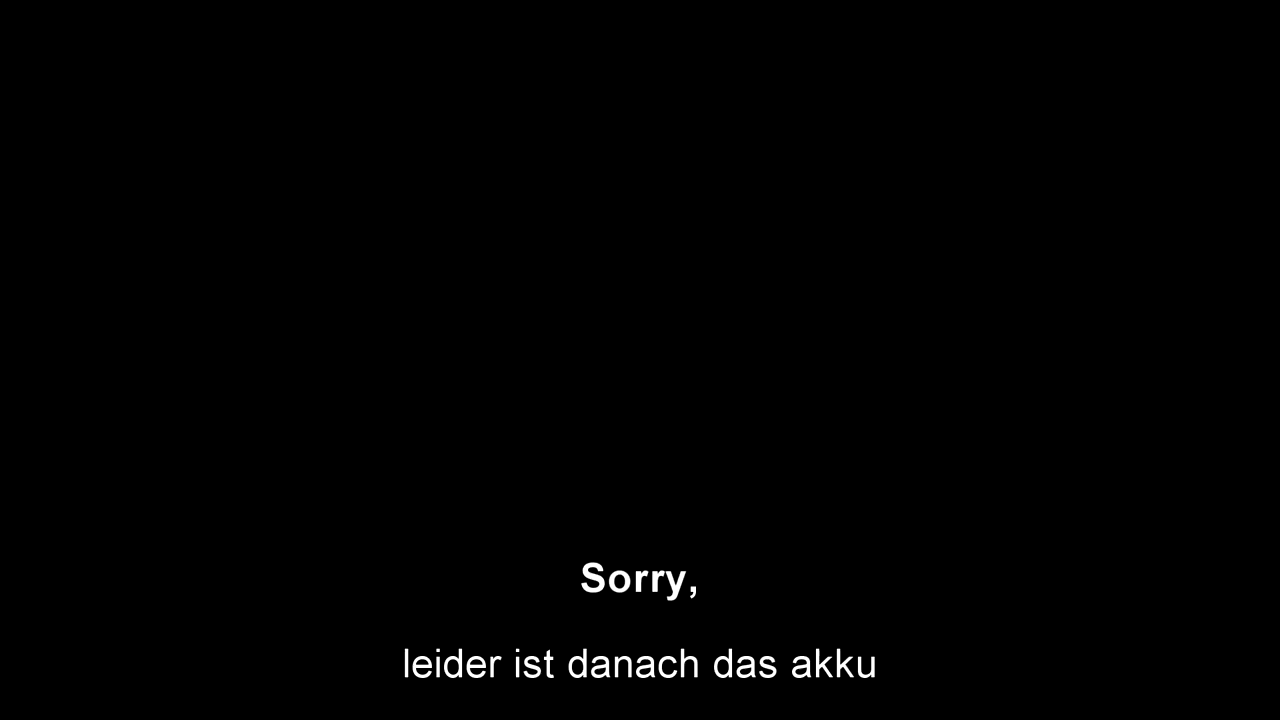 Sorry,
leider ist danach das akku